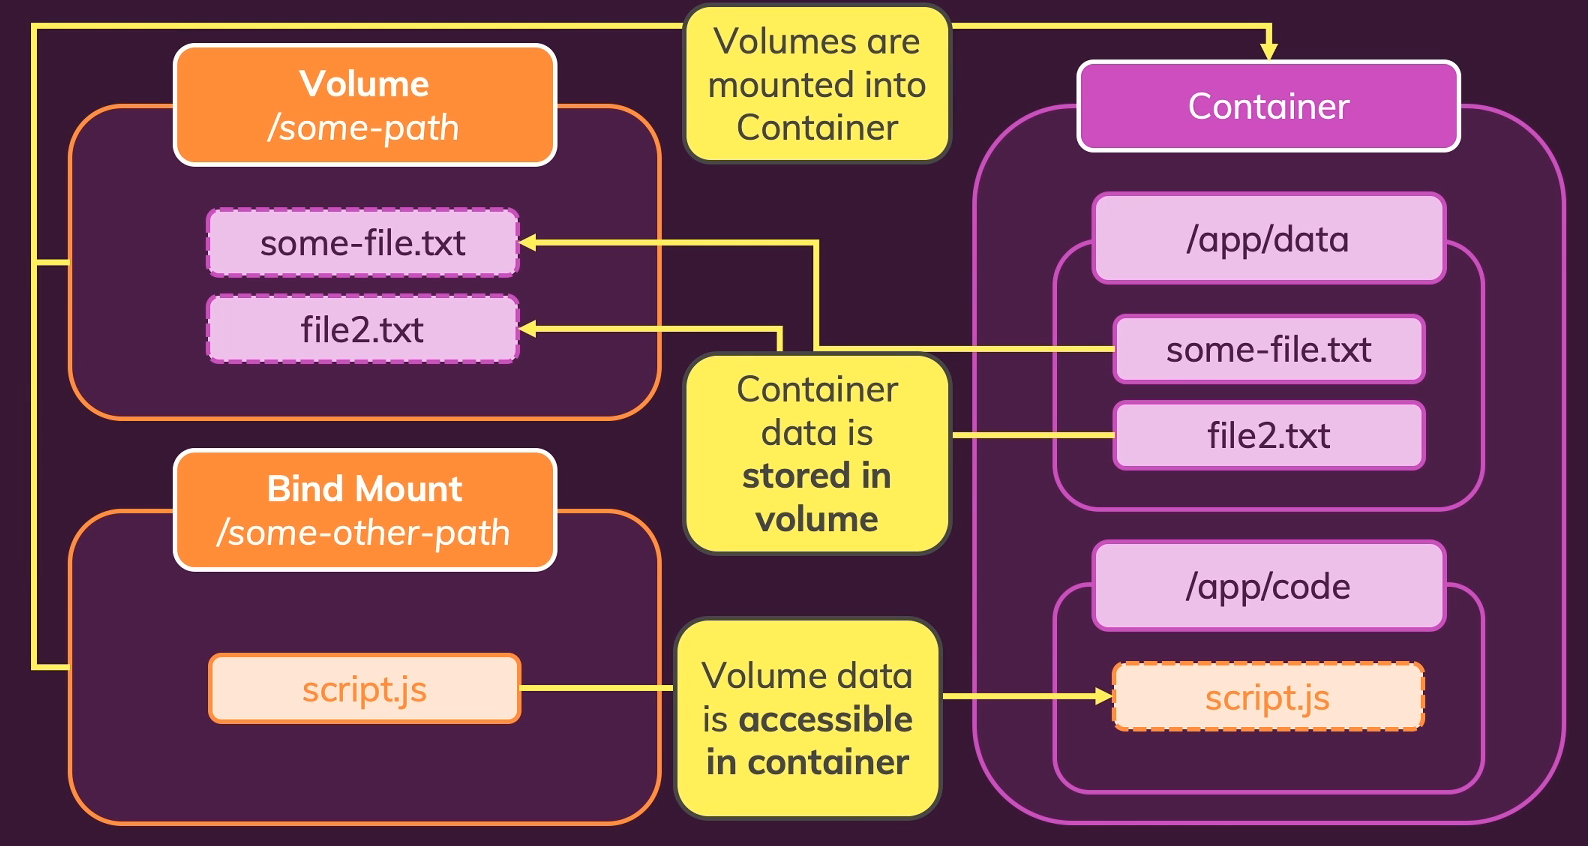 Volumes are
mounted into
Container
Volume
/some-path
some-file.txt
file2.txt
Container
/app/data
some-file.txt
file2.txt
Container
data is
stored in
volume
Bind Mount
/some-other-path
script.js
Volume data
is accessible
in container
/app/code
script.js